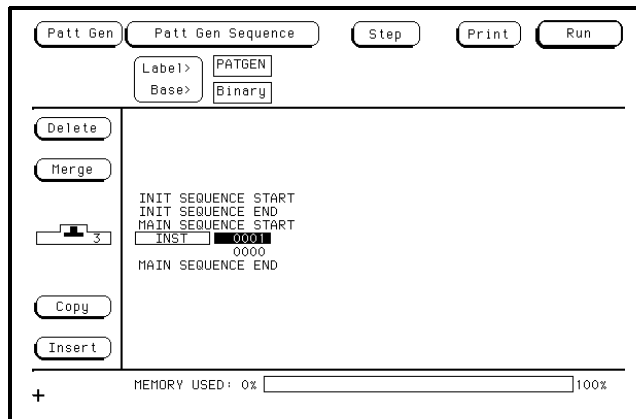 Patt Gen Patt Gen Sequence Step Print Run
Label> PATGEN
Base> Binary
Delete
Merge
INIT SEQUENCE START
INIT SEQUENCE END
MAIN SEQUENCE START
3 INST 0001
0000
MAIN SEQUENCE END
Copy
Insert
MEMORY USED: 0% 100%